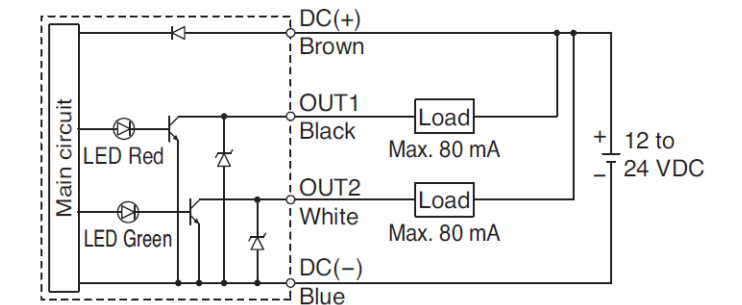 DC(+)
Brown
Main circuit
LED Red
OUT1
Black
Load
Max. 80 mA
+
12 to
24 VDC
−
LED Green
OUT2
White
Load
Max. 80 mA
DC(−)
Blue